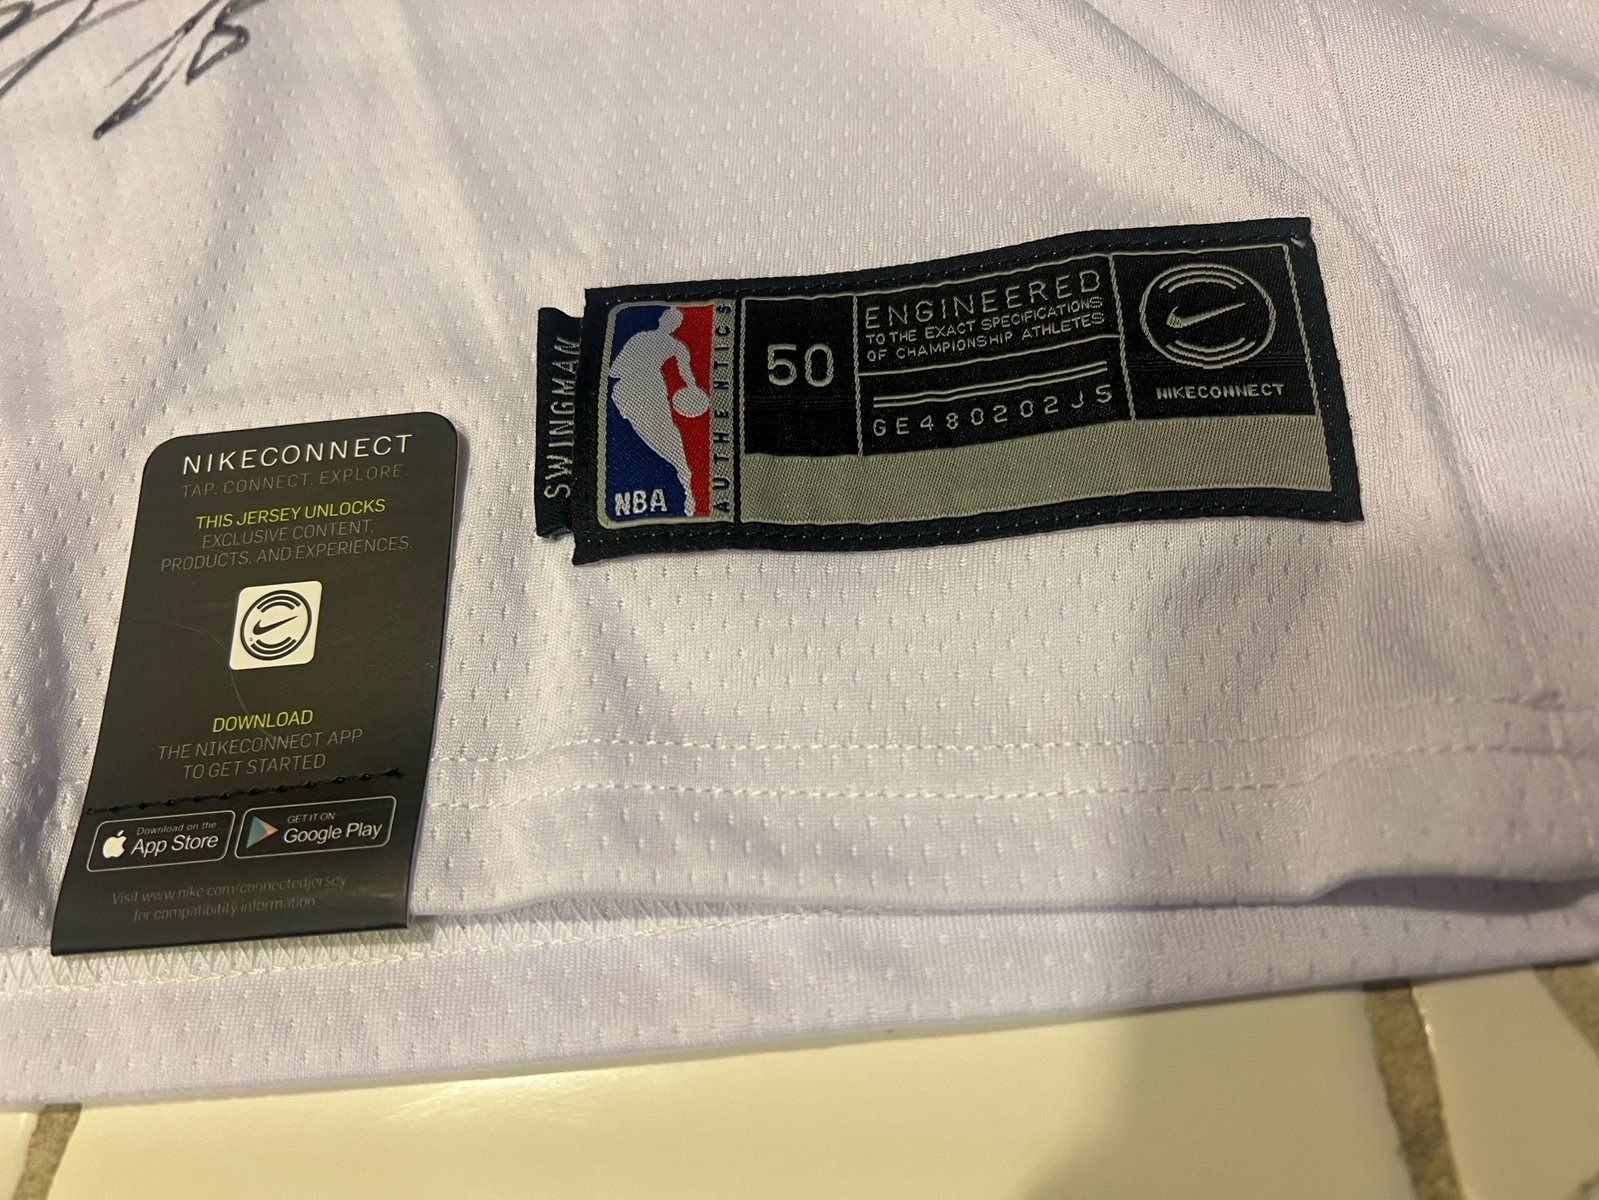 NIKECONNECT
TAP. CONNECT. EXPLORE.
THIS JERSEY UNLOCKS
EXCLUSIVE CONTENT,
PRODUCTS, AND EXPERIENCES.
DOWNLOAD
THE NIKECONNECT APP
TO GET STARTED
Download on the
App Store
GET IT ON
Google Play
Visit www.nike.com/connectedjersey
for compatibility information
SWINGMAN
NBA
AUTHENTICS
50
ENGINEERED
TO THE EXACT SPECIFICATIONS
OF CHAMPIONSHIP ATHLETES
GE480202JS
NIKECONNECT